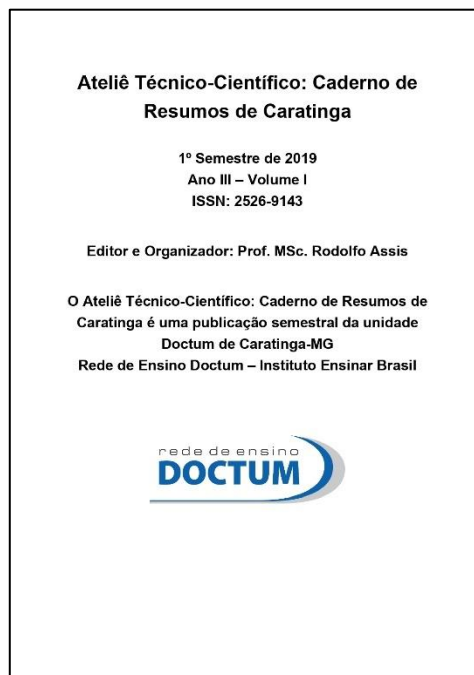 Ateliê Técnico-Científico: Caderno de
Resumos de Caratinga
1º Semestre de 2019
Ano III – Volume I
ISSN: 2526-9143
Editor e Organizador: Prof. MSc. Rodolfo Assis
O Ateliê Técnico-Científico: Caderno de Resumos de
Caratinga é uma publicação semestral da unidade
Doctum de Caratinga-MG
Rede de Ensino Doctum – Instituto Ensinar Brasil
rede de ensino
DOCTUM